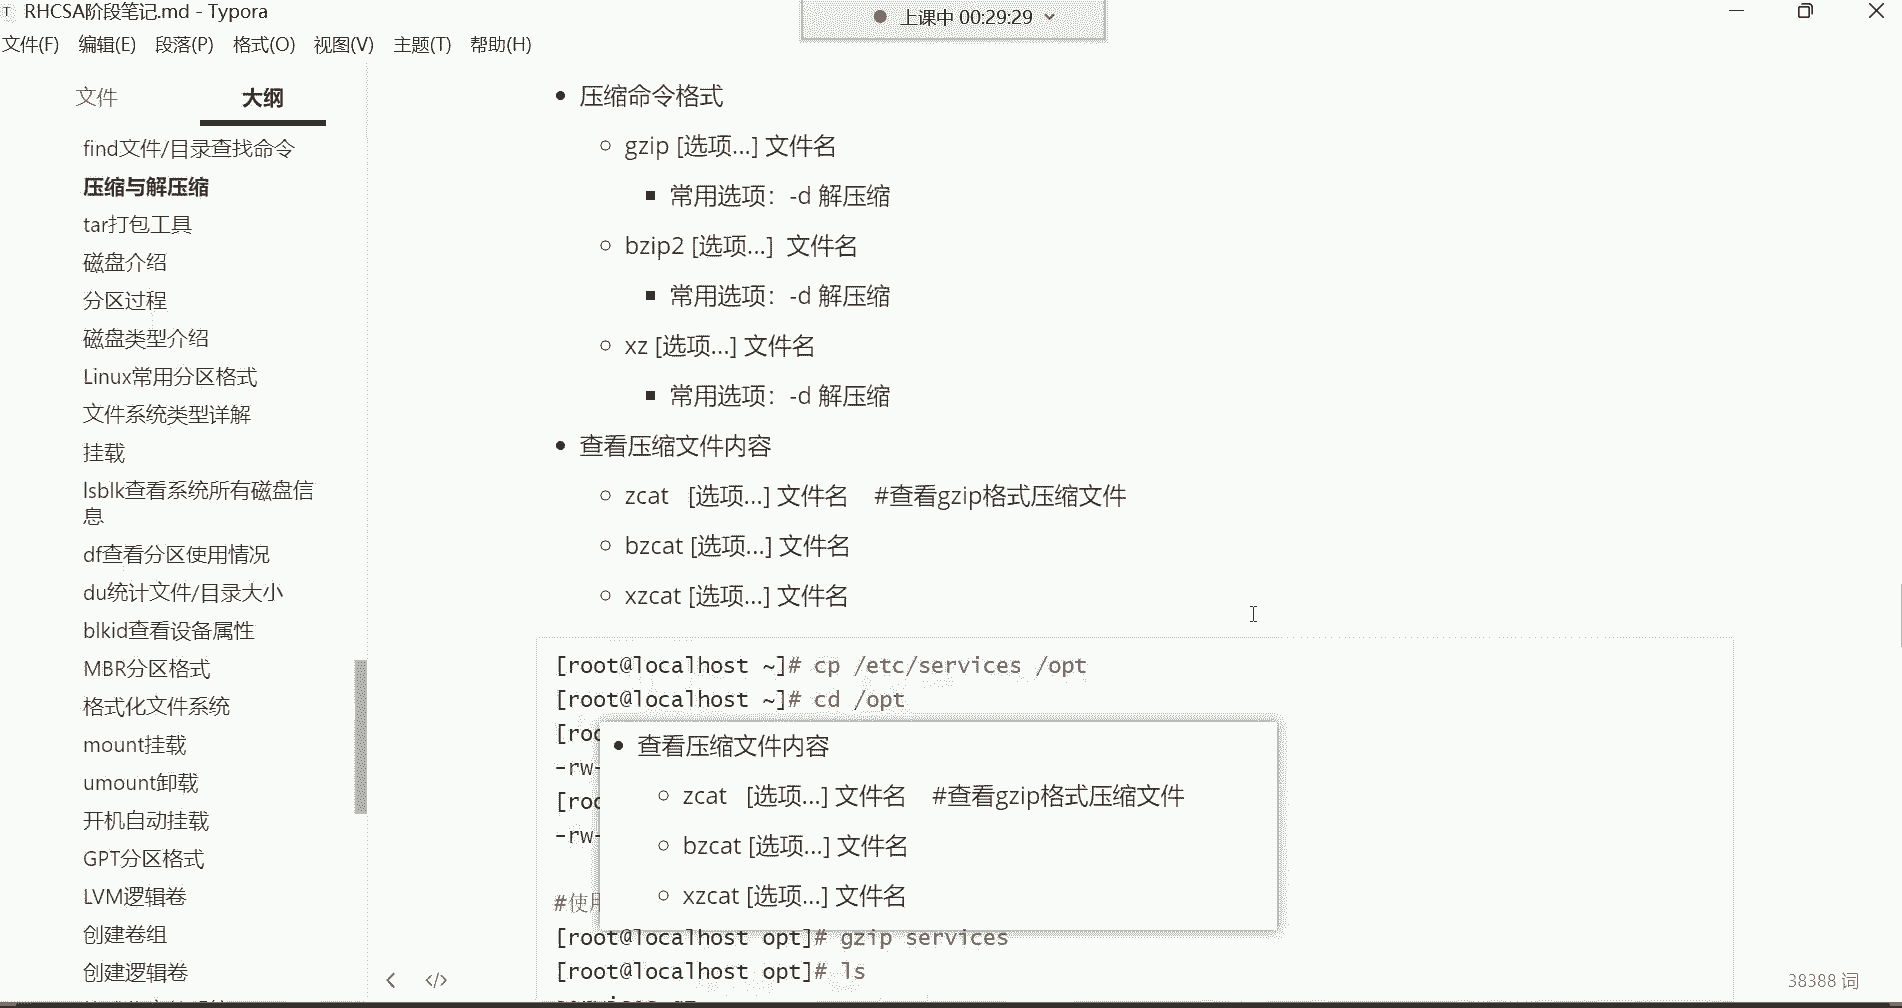 RHCSA阶段笔记.md - Typora
上课中 00:29:29
文件(F) 编辑(E) 段落(P) 格式(O) 视图(V) 主题(T) 帮助(H)
文件 大纲
find文件/目录查找命令
压缩与解压缩
tar打包工具
磁盘介绍
分区过程
磁盘类型介绍
Linux常用分区格式
文件系统类型详解
挂载
lsblk查看系统所有磁盘信
息
df查看分区使用情况
du统计文件/目录大小
blkid查看设备属性
MBR分区格式
格式化文件系统
mount挂载
umount卸载
开机自动挂载
GPT分区格式
LVM逻辑卷
创建卷组
创建逻辑卷
压缩命令格式
gzip [选项...] 文件名
常用选项：-d 解压缩
bzip2 [选项...] 文件名
常用选项：-d 解压缩
xz [选项...] 文件名
常用选项：-d 解压缩
查看压缩文件内容
zcat [选项...] 文件名 #查看gzip格式压缩文件
bzcat [选项...] 文件名
xzcat [选项...] 文件名
[root@localhost ~]# cp /etc/services /opt
[root@localhost ~]# cd /opt
[roo
-rw-
[roo
-rw-
#使用
查看压缩文件内容
zcat [选项...] 文件名 #查看gzip格式压缩文件
bzcat [选项...] 文件名
xzcat [选项...] 文件名
[root@localhost opt]# gzip services
[root@localhost opt]# ls
38388 词